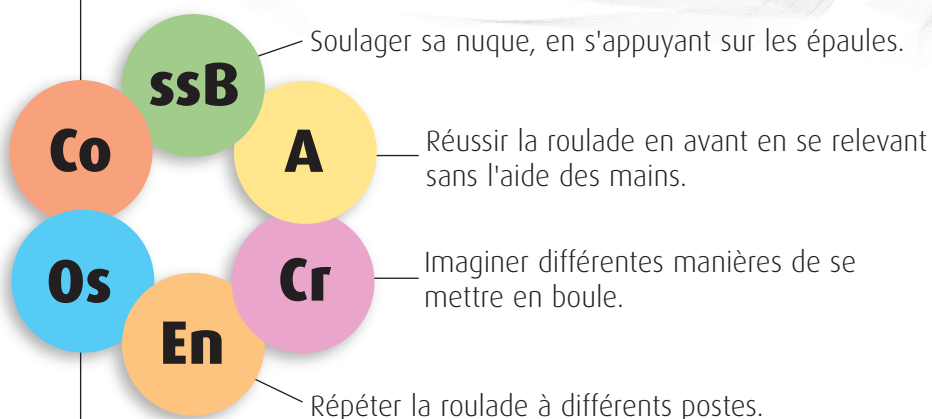 ssB
Soulager sa nuque, en s'appuyant sur les épaules.
Co
A
Réussir la roulade en avant en se relevant
sans l'aide des mains.
Os
Cr
Imaginer différentes manières de se
mettre en boule.
En
Répéter la roulade à différents postes.